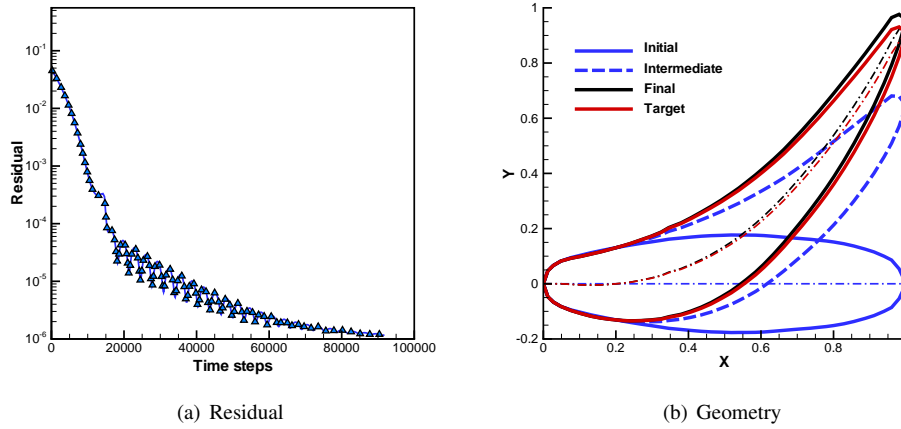 10^-1
10^-2
10^-3
10^-4
10^-5
10^-6
Residual
0 20000 40000 60000 80000 100000
Time steps
(a) Residual
1
0.8
0.6
0.4
0.2
0
-0.2
Y
Initial
Intermediate
Final
Target
0 0.2 0.4 0.6 0.8
X
(b) Geometry